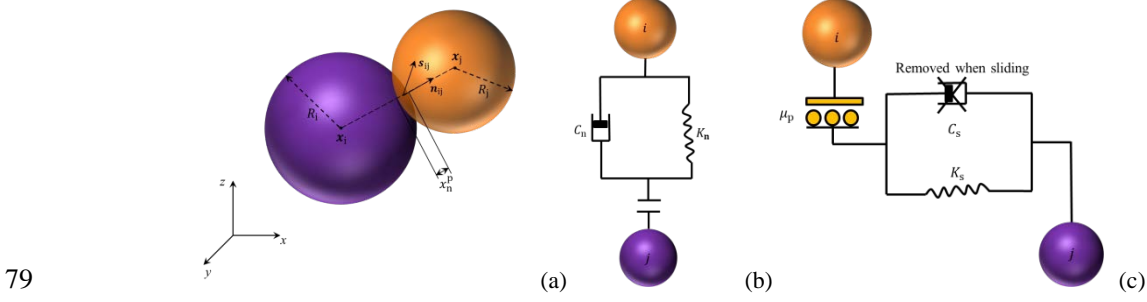 79
R_i
x_i
s_ij
n_ij
x_j
R_j
x_n^p
z
x
y
(a)
i
C_n
K_n
j
(b)
i
μ_p
Removed when sliding
C_s
K_s
j
(c)